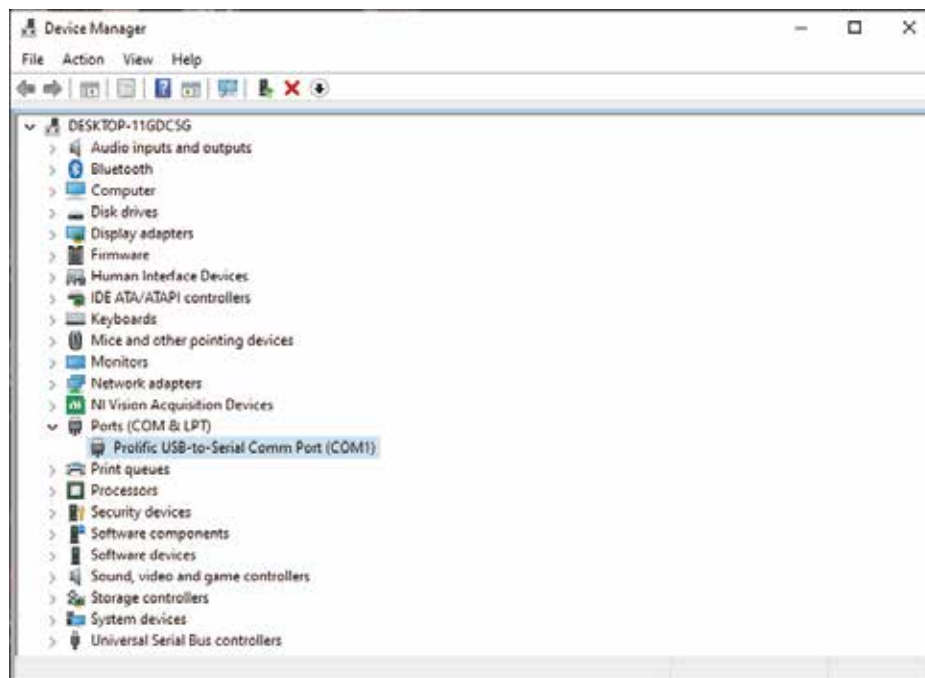 Device Manager
File Action View Help
DESKTOP-11GDCSG
Audio inputs and outputs
Bluetooth
Computer
Disk drives
Display adapters
Firmware
Human Interface Devices
IDE ATA/ATAPI controllers
Keyboards
Mice and other pointing devices
Monitors
Network adapters
NI Vision Acquisition Devices
Ports (COM & LPT)
Prolific USB-to-Serial Comm Port (COM1)
Print queues
Processors
Security devices
Software components
Software devices
Sound, video and game controllers
Storage controllers
System devices
Universal Serial Bus controllers